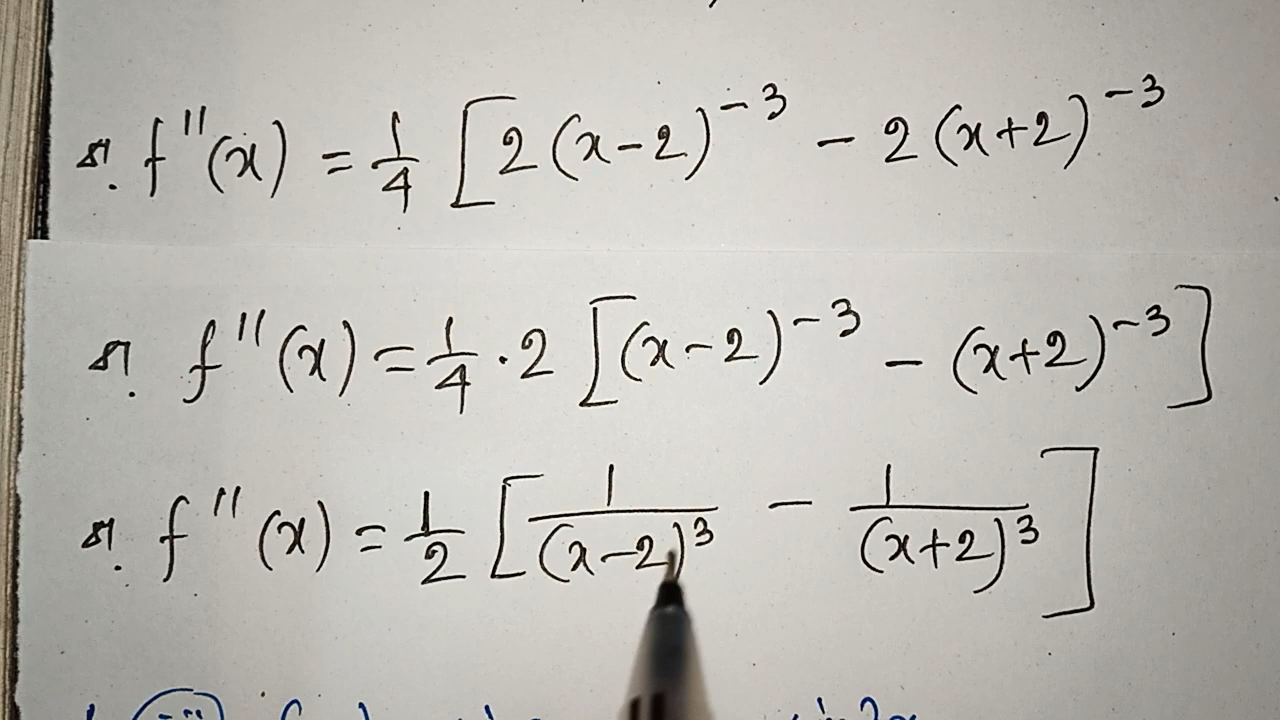 वा. f''(x) = 1/4 [2(x-2)^-3 - 2(x+2)^-3
वा. f''(x) = 1/4 · 2 [(x-2)^-3 - (x+2)^-3]
वा. f''(x) = 1/2 [1/(x-2)^3 - 1/(x+2)^3]